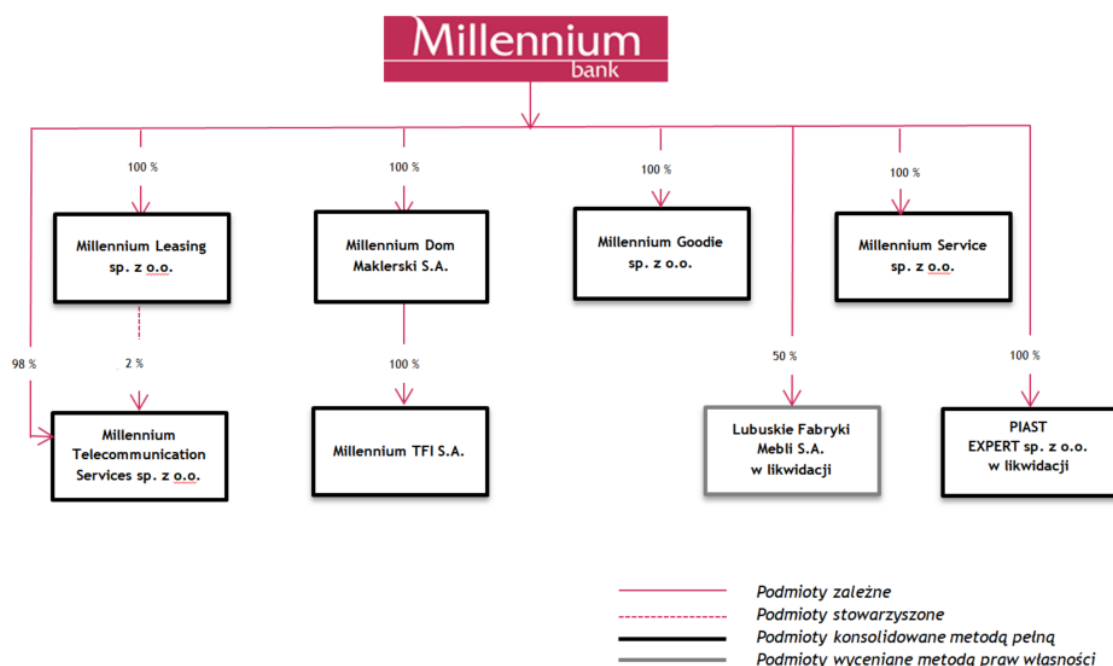 Millennium
bank
100 %
100 %
100 %
100 %
Millennium Leasing
sp. z o.o.
Millennium Dom
Maklerski S.A.
Millennium Goodie
sp. z o.o.
Millennium Service
sp. z o.o.
98 %
2 %
100 %
50 %
100 %
Millennium
Telecommunication
Services sp. z o.o.
Millennium TFI S.A.
Lubuskie Fabryki
Mebli S.A.
w likwidacji
PIAST
EXPERT sp. z o.o.
w likwidacji
Podmioty zależne
Podmioty stowarzyszone
Podmioty konsolidowane metodą pełną
Podmioty wyceniane metodą praw własności